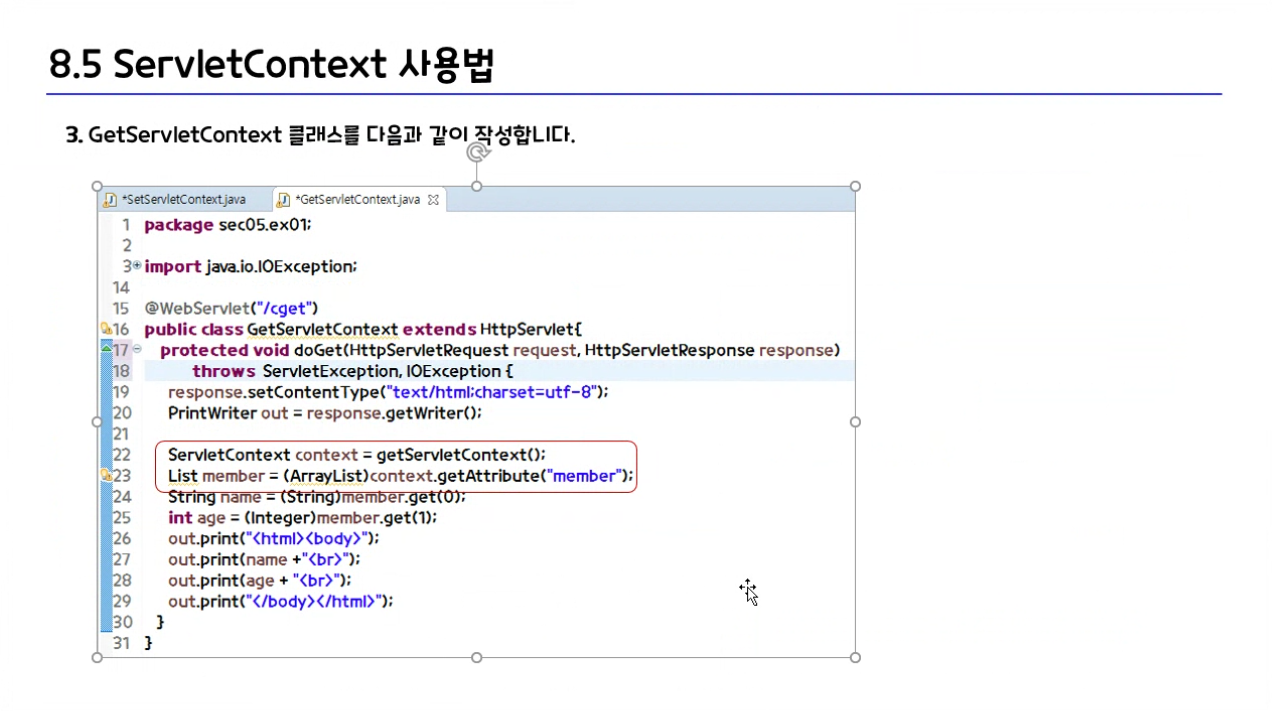 8.5 ServletContext 사용법
3. GetServletContext 클래스를 다음과 같이 작성합니다.
*SetServletContext.java *GetServletContext.java
1 package sec05.ex01;
2
3 import java.io.IOException;
14
15 @WebServlet("/cget")
16 public class GetServletContext extends HttpServlet{
17 protected void doGet(HttpServletRequest request, HttpServletResponse response)
18 throws ServletException, IOException {
19 response.setContentType("text/html;charset=utf-8");
20 PrintWriter out = response.getWriter();
21
22 ServletContext context = getServletContext();
23 List member = (ArrayList)context.getAttribute("member");
24 String name = (String)member.get(0);
25 int age = (Integer)member.get(1);
26 out.print("<html><body>");
27 out.print(name +"<br>");
28 out.print(age + "<br>");
29 out.print("</body></html>");
30 }
31 }